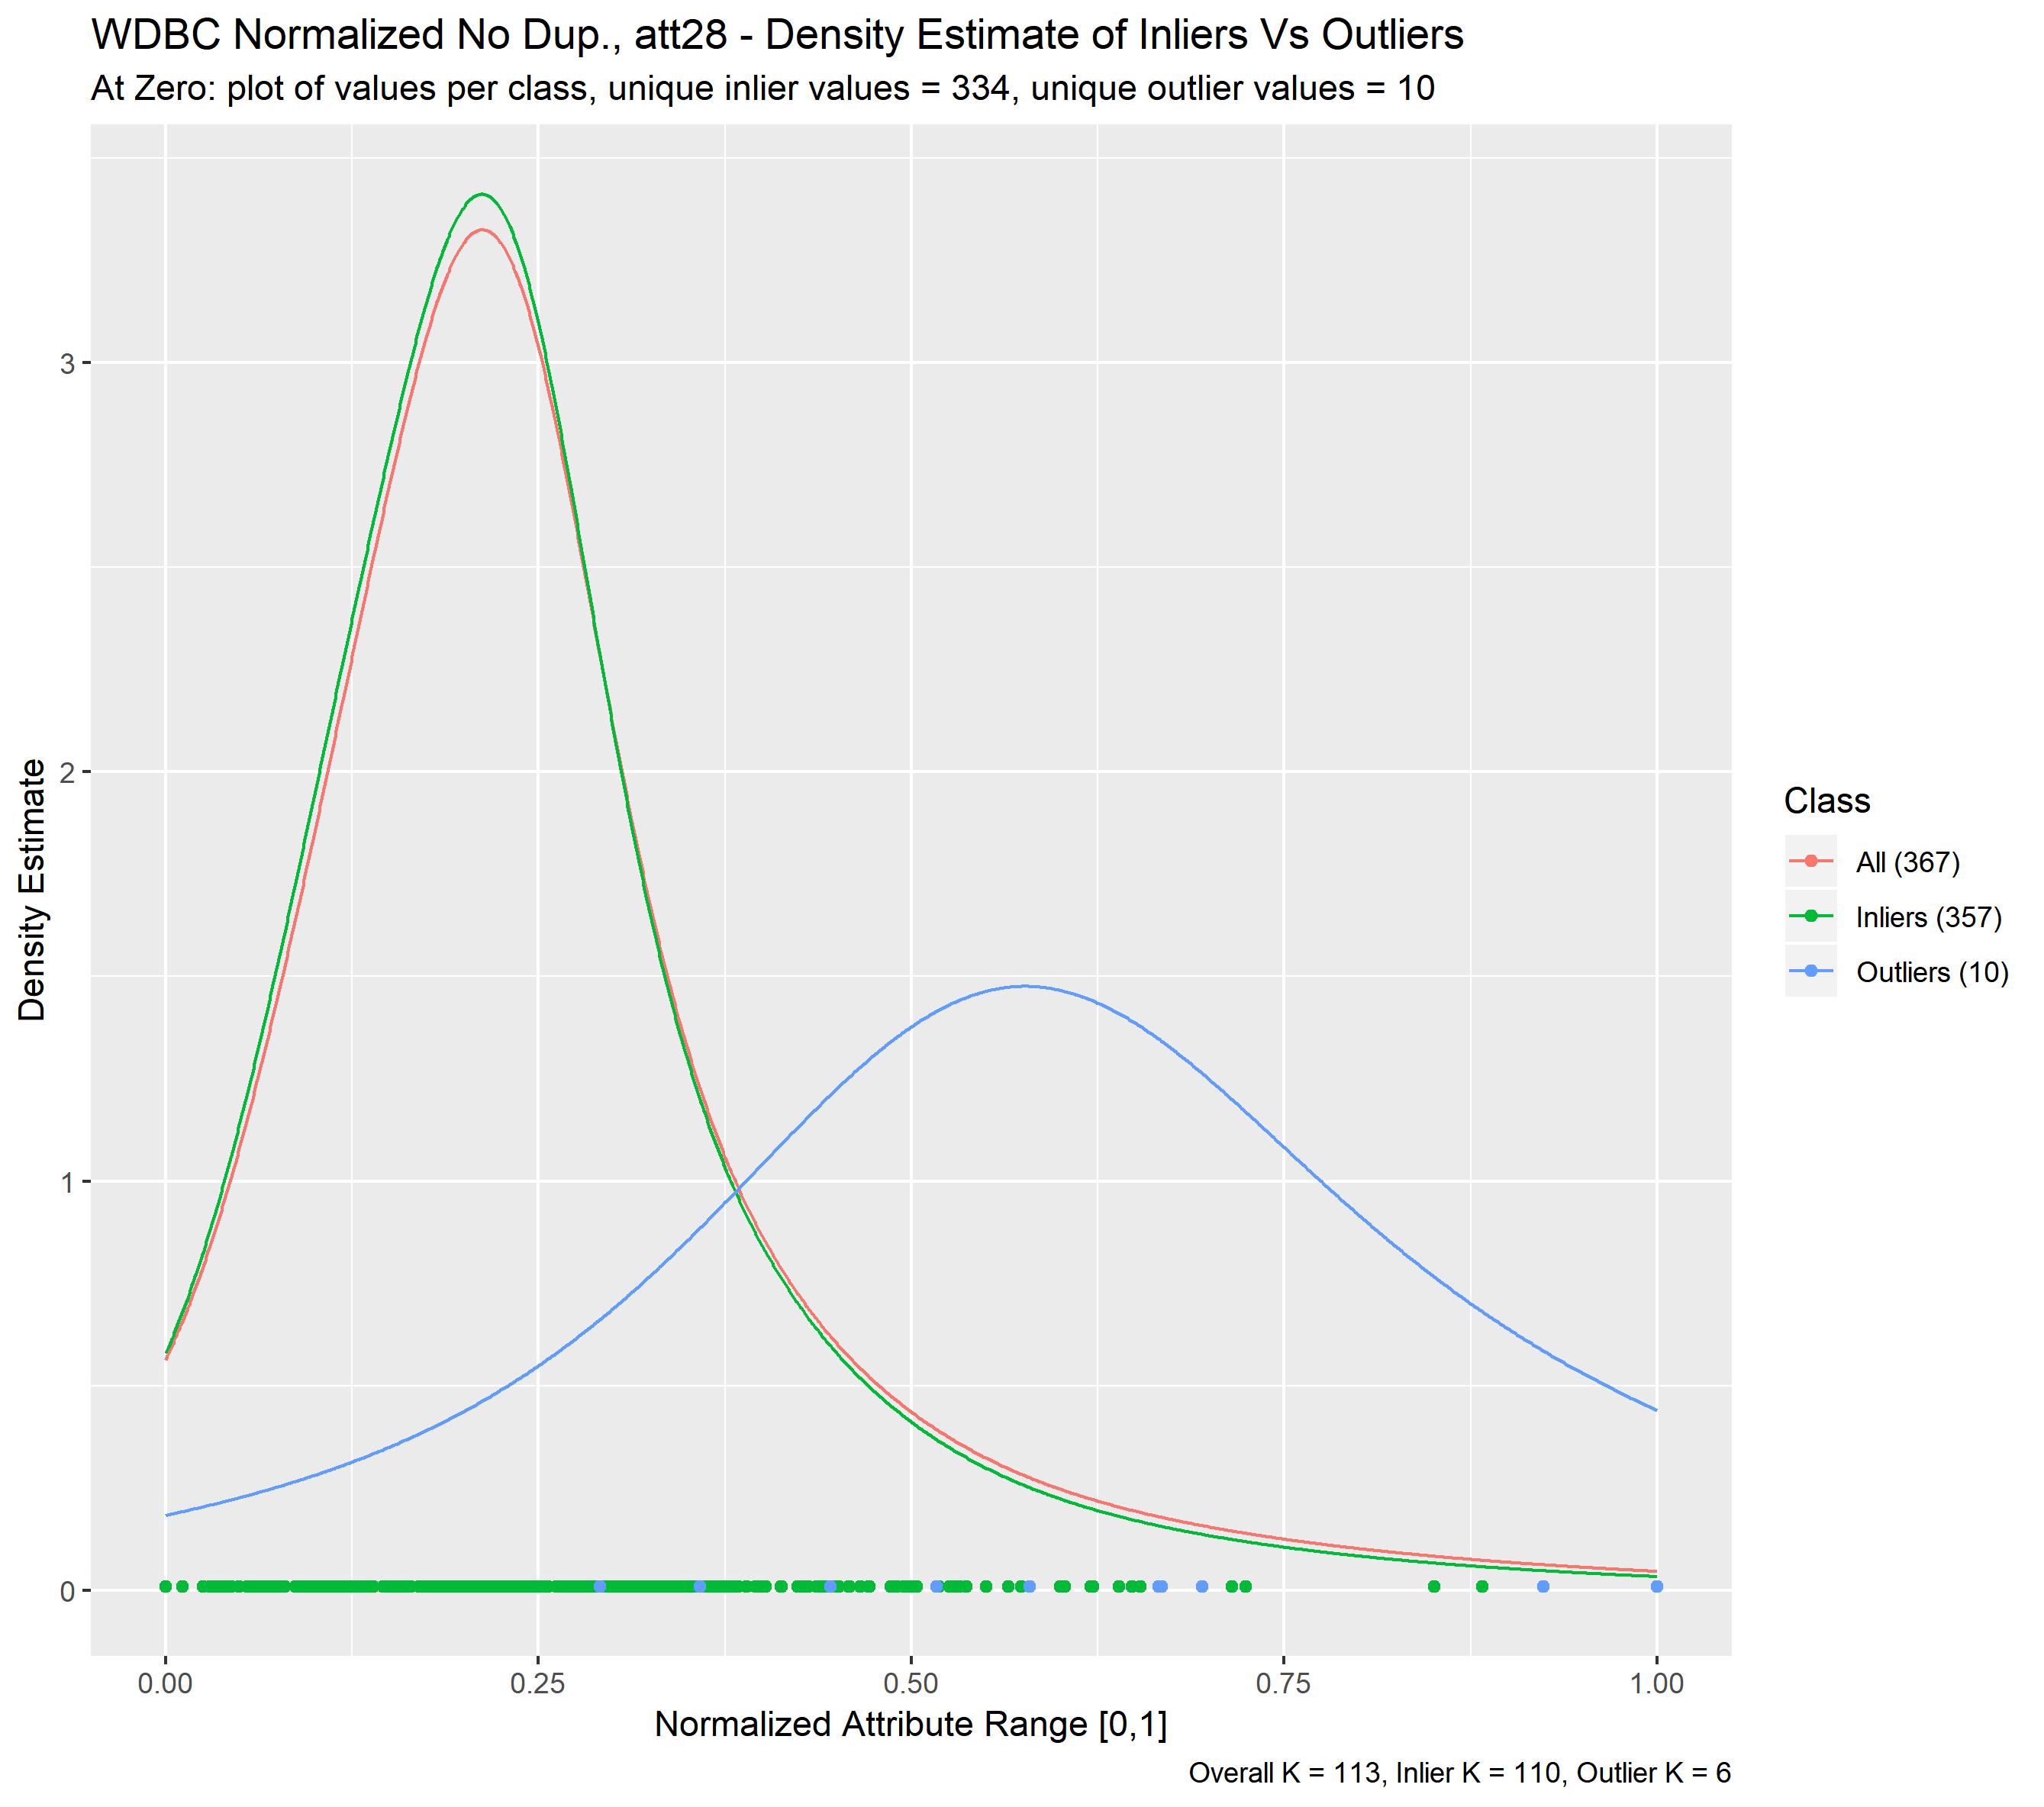 WDBC Normalized No Dup., att28 - Density Estimate of Inliers Vs Outliers
At Zero: plot of values per class, unique inlier values = 334, unique outlier values = 10
Density Estimate
3
2
1
0
0.00
0.25
0.50
0.75
1.00
Normalized Attribute Range [0,1]
Class
All (367)
Inliers (357)
Outliers (10)
Overall K = 113, Inlier K = 110, Outlier K = 6